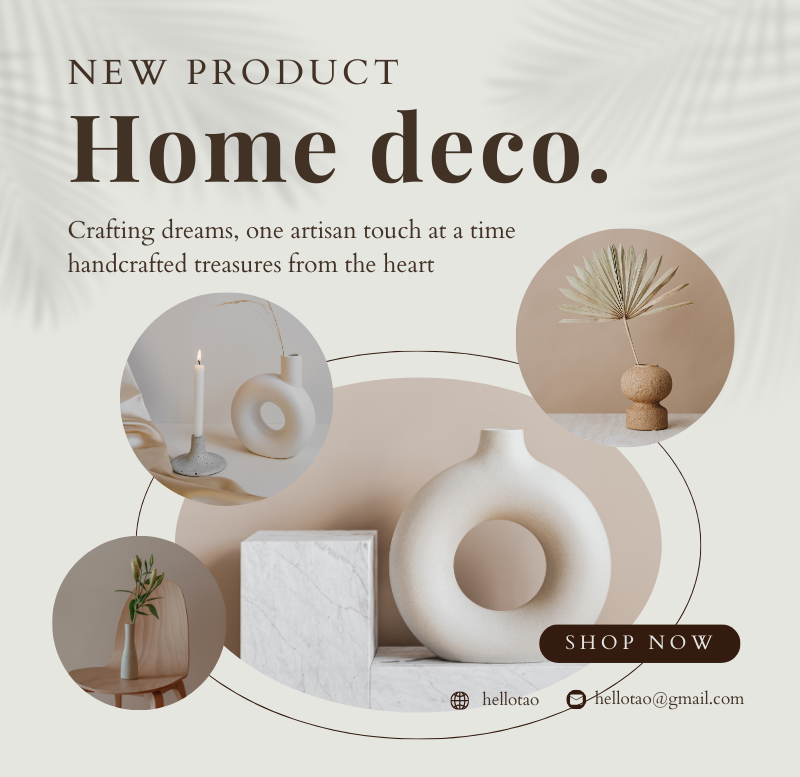 NEW PRODUCT
Home deco.
Crafting dreams, one artisan touch at a time
handcrafted treasures from the heart
SHOP NOW
hellotao hellotao@gmail.com